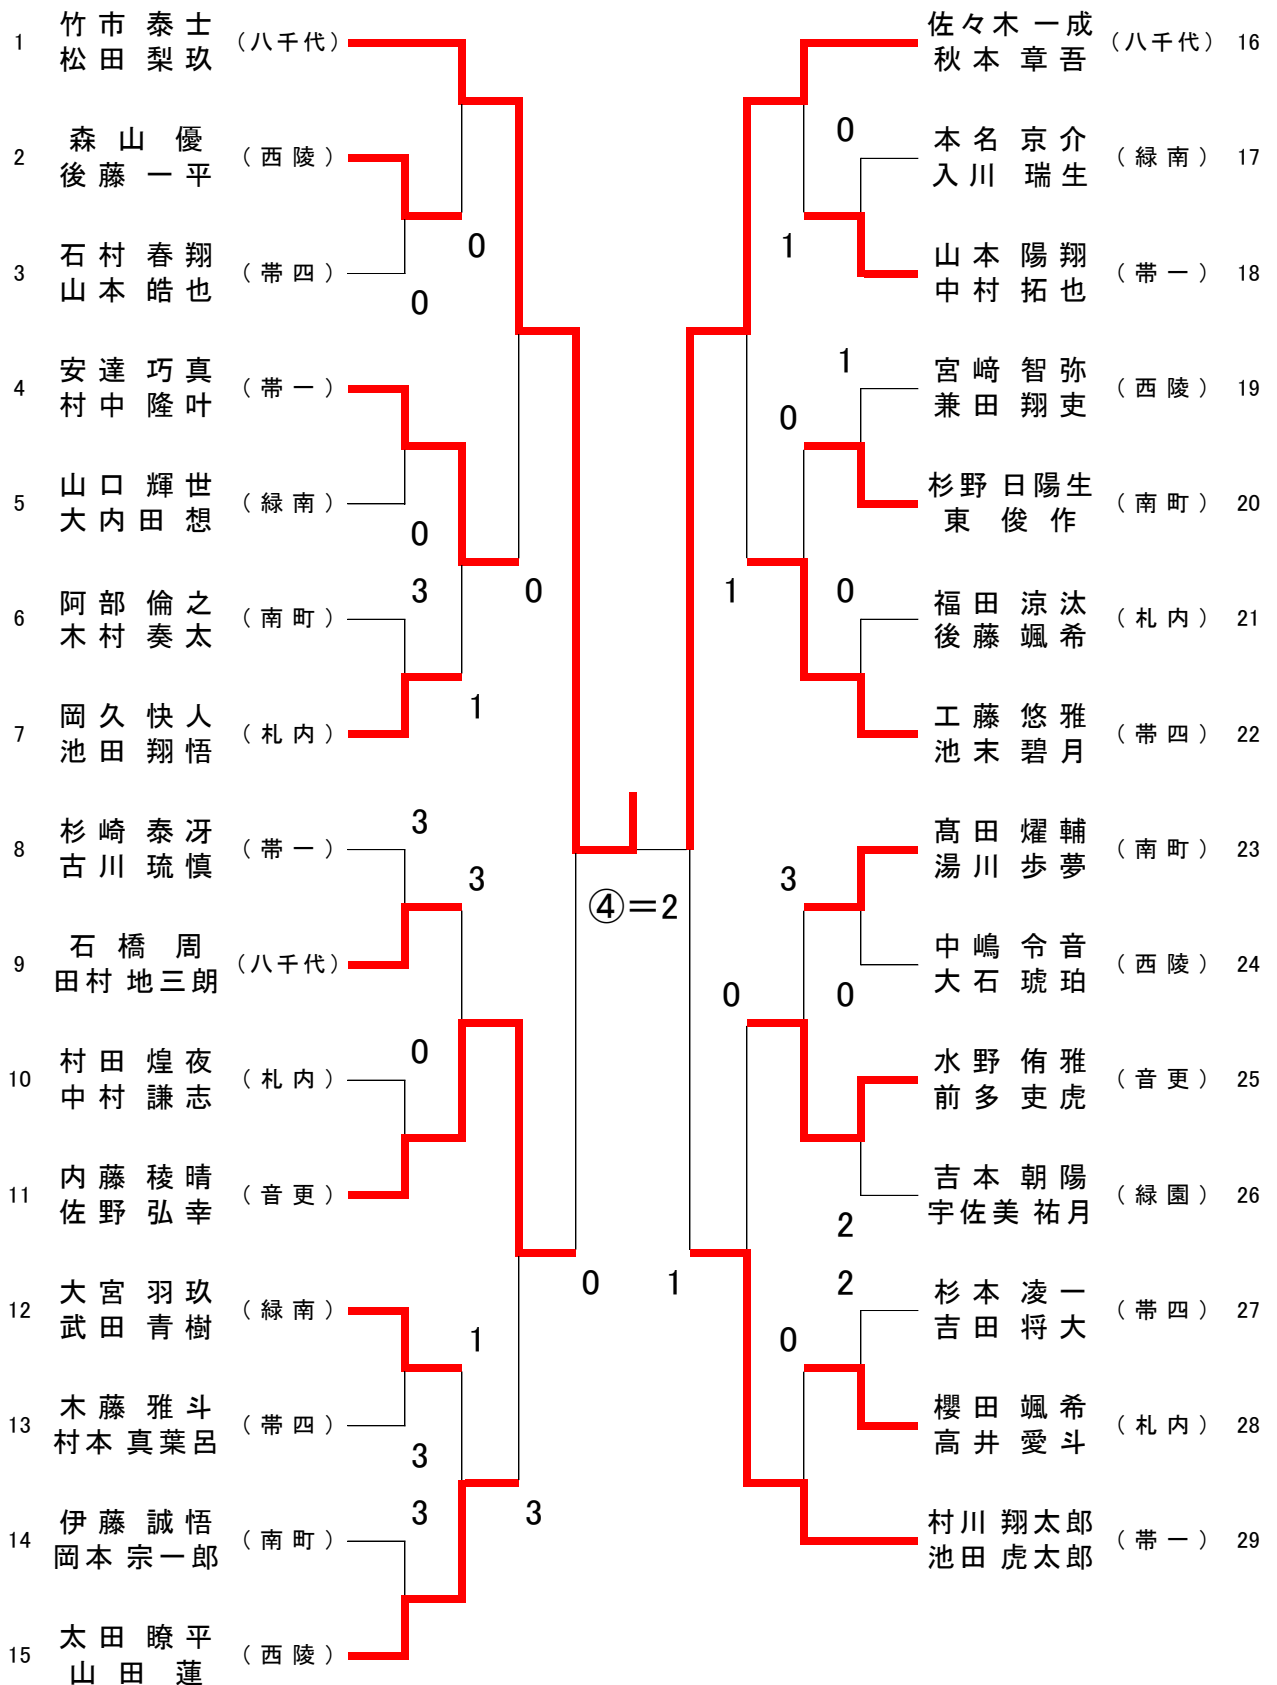 1 竹市 泰士 (八千代)
松田 梨玖
2 森山 優 (西陵)
後藤 一平
0
3 石村 春翔 (帯四)
山本 皓也
0
4 安達 巧真 (帯一)
村中 隆叶
5 山口 輝世 (緑南)
大内田 想
0
0
6 阿部 倫之 (南町)
木村 奏太
3
7 岡久 快人 (札内)
池田 翔悟
1
8 杉崎 泰冴 (帯一)
古川 琉慎
3
3
9 石橋 周 (八千代)
田村 地三朗
10 村田 煌夜 (札内)
中村 謙志
0
11 内藤 稜晴 (音更)
佐野 弘幸
12 大宮 羽玖 (緑南)
武田 青樹
1
0
13 木藤 雅斗 (帯四)
村本 真葉呂
3
14 伊藤 誠悟 (南町)
岡本 宗一郎
3
3
15 太田 瞭平 (西陵)
山田 蓮
④=2
佐々木 一成 (八千代) 16
秋本 章吾
0
本名 京介 (緑南) 17
入川 瑞生
1
山本 陽翔 (帯一) 18
中村 拓也
1
宮﨑 智弥 (西陵) 19
兼田 翔吏
0
杉野 日陽生 (南町) 20
東 俊作
1
0
福田 涼汰 (札内) 21
後藤 颯希
工藤 悠雅 (帯四) 22
池末 碧月
髙田 燿輔 (南町) 23
湯川 歩夢
3
中嶋 令音 (西陵) 24
大石 琥珀
0
0
水野 侑雅 (音更) 25
前多 吏虎
吉本 朝陽 (緑園) 26
宇佐美 祐月
2
1
2
杉本 凌一 (帯四) 27
吉田 将大
0
櫻田 颯希 (札内) 28
高井 愛斗
村川 翔太郎 (帯一) 29
池田 虎太郎